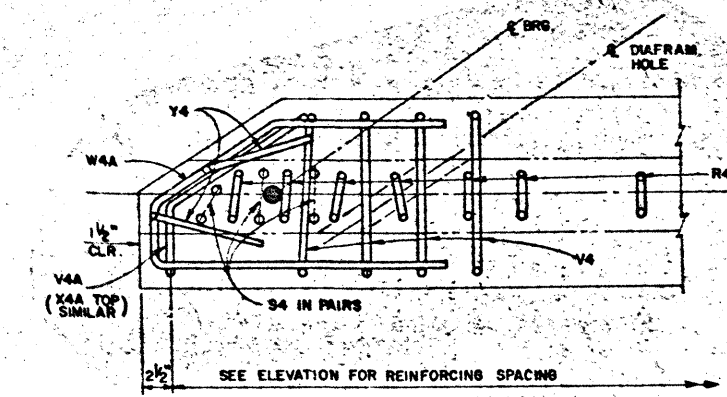 ℄ BRG.
℄ DIAFRAM
HOLE
Y4
W4A
R4
1½"
CLR.
V4A
(X4A TOP
SIMILAR)
V4
S4 IN PAIRS
2½"
SEE ELEVATION FOR REINFORCING SPACING